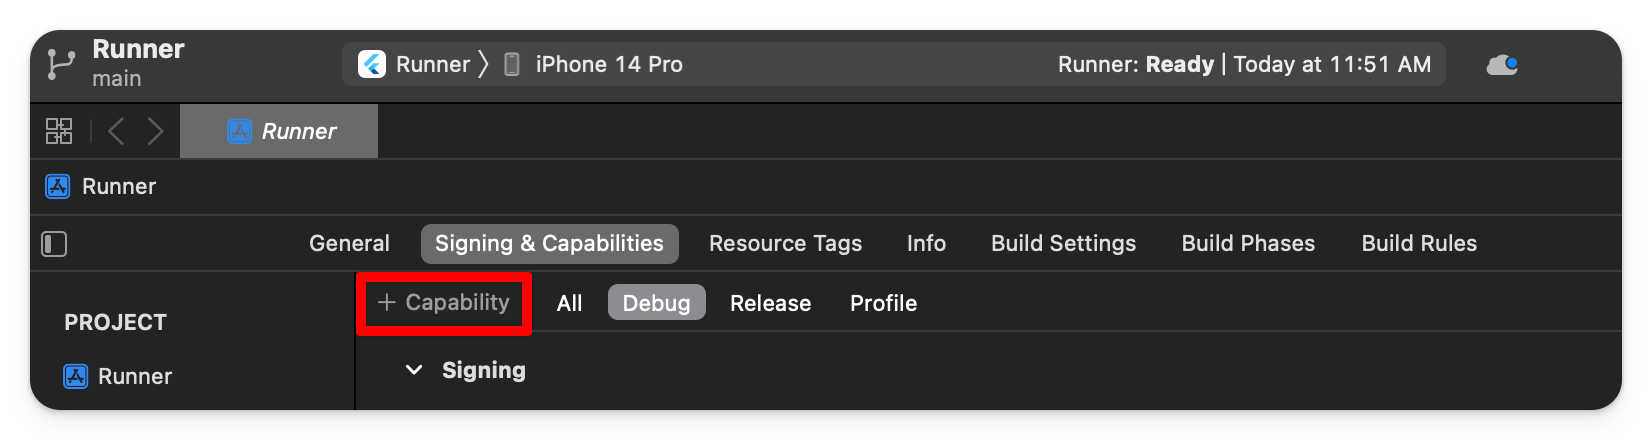 Runner
main
Runner 〉 iPhone 14 Pro
Runner: Ready | Today at 11:51 AM
Runner
Runner
General Signing & Capabilities Resource Tags Info Build Settings Build Phases Build Rules
+ Capability All Debug Release Profile
PROJECT
Signing
Runner